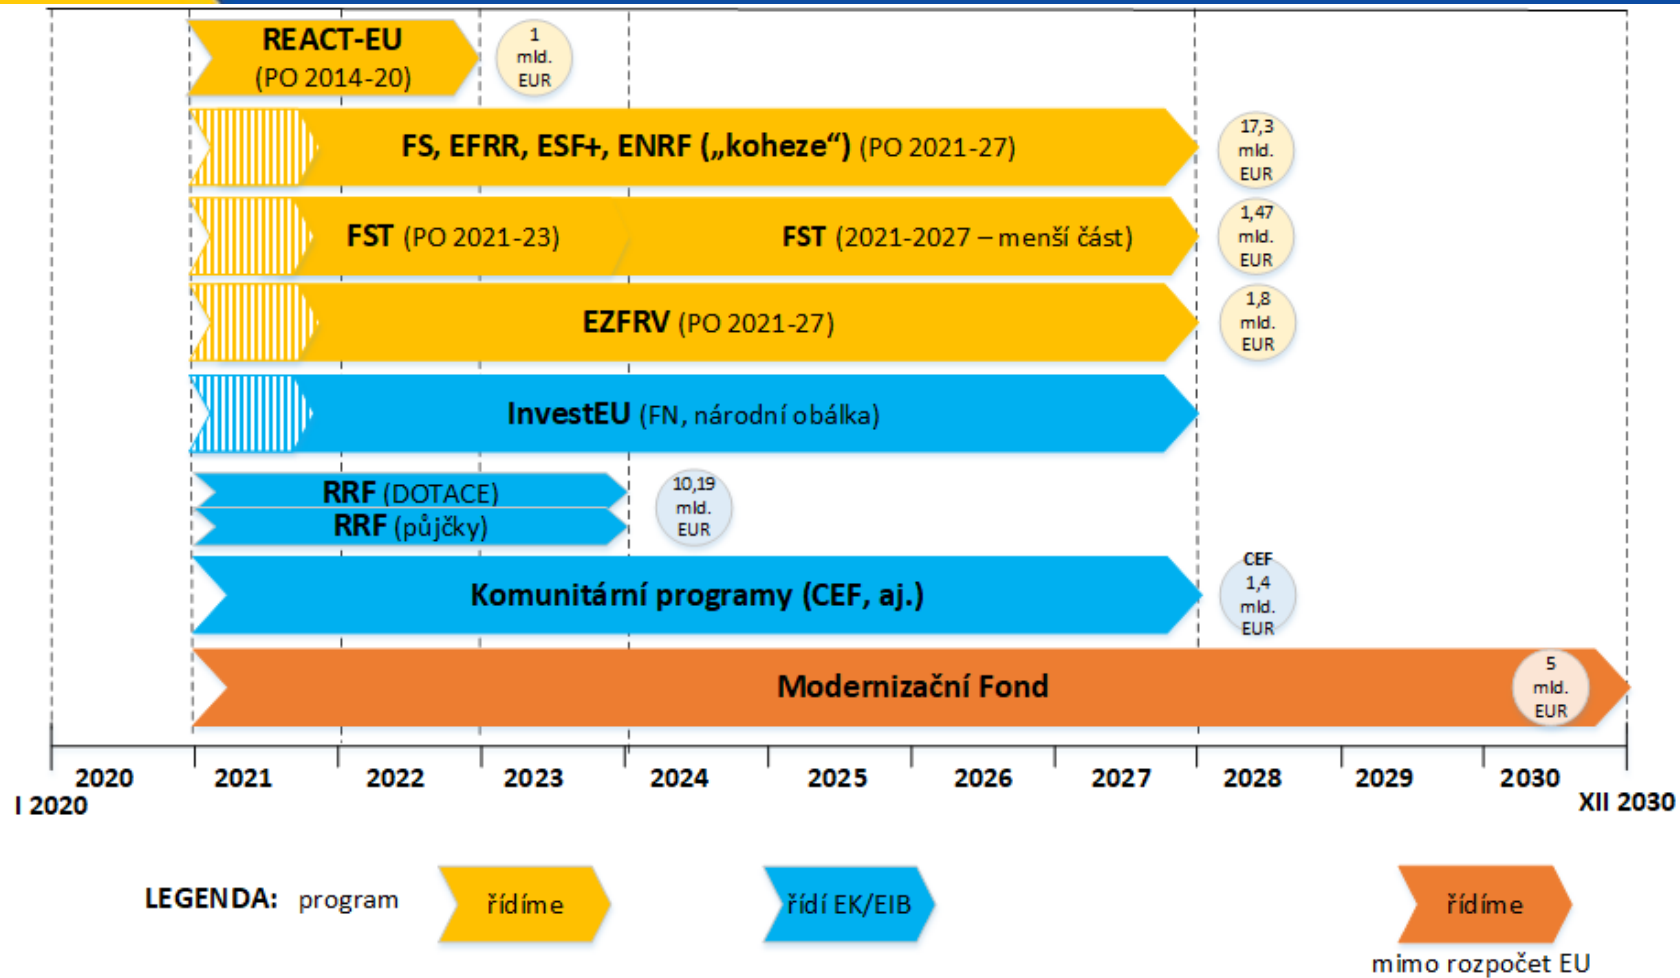 REACT-EU
(PO 2014-20)
1
mld.
EUR
FS, EFRR, ESF+, ENRF („koheze“) (PO 2021-27)
17,3
mld.
EUR
FST (PO 2021-23)
FST (2021-2027 – menší část)
1,47
mld.
EUR
EZFRV (PO 2021-27)
1,8
mld.
EUR
InvestEU (FN, národní obálka)
RRF (DOTACE)
RRF (půjčky)
10,19
mld.
EUR
Komunitární programy (CEF, aj.)
CEF
1,4
mld.
EUR
Modernizační Fond
5
mld.
EUR
2020 2021 2022 2023 2024 2025 2026 2027 2028 2029 2030
I 2020
XII 2030
LEGENDA: program
řídíme
řídí EK/EIB
řídíme
mimo rozpočet EU